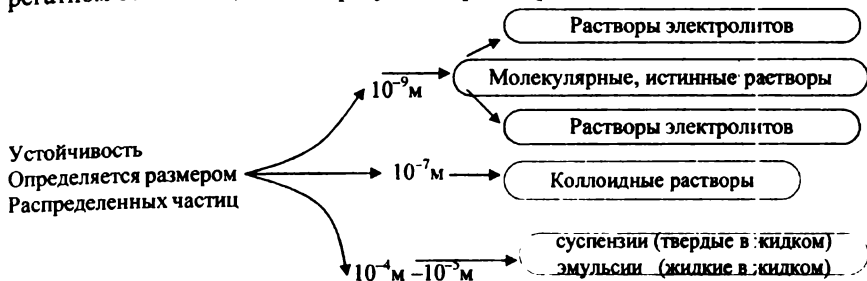 Растворы электролитов
10⁻⁹м
Молекулярные, истинные растворы
Растворы электролитов
Устойчивость
Определяется размером
Распределенных частиц
10⁻⁷м
Коллоидные растворы
10⁻⁴м –10⁻⁵м
суспензии (твердые в жидком)
эмульсии (жидкие в жидком)